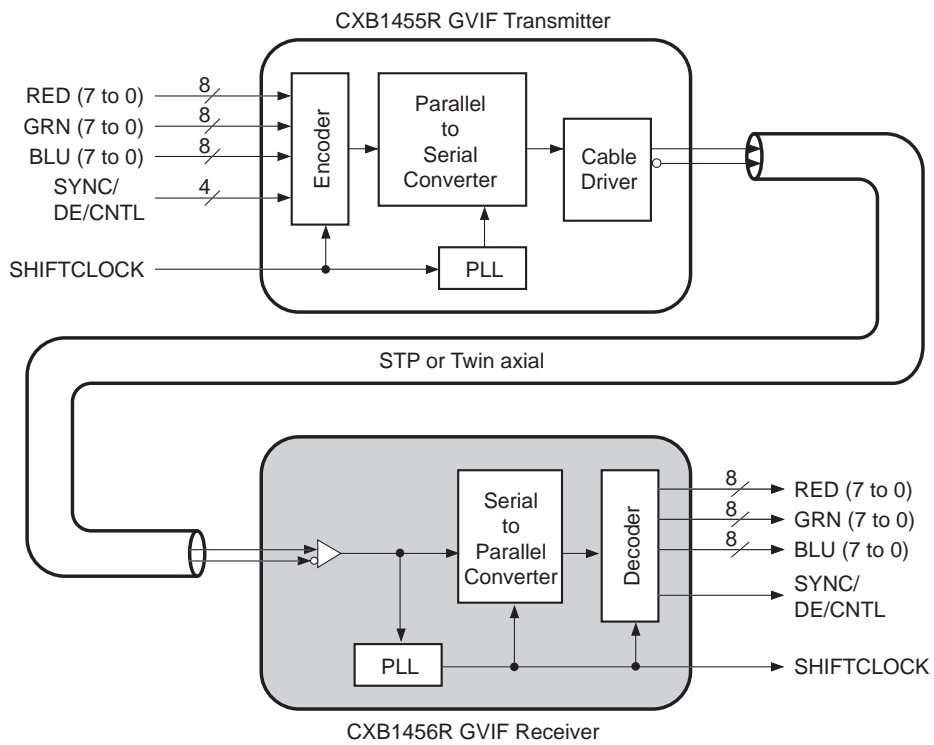 CXB1455R GVIF Transmitter
RED (7 to 0)
8
GRN (7 to 0)
8
BLU (7 to 0)
8
SYNC/
DE/CNTL
4
SHIFTCLOCK
Encoder
Parallel
to
Serial
Converter
PLL
Cable
Driver
STP or Twin axial
PLL
Serial
to
Parallel
Converter
Decoder
8
RED (7 to 0)
8
GRN (7 to 0)
8
BLU (7 to 0)
SYNC/
DE/CNTL
SHIFTCLOCK
CXB1456R GVIF Receiver